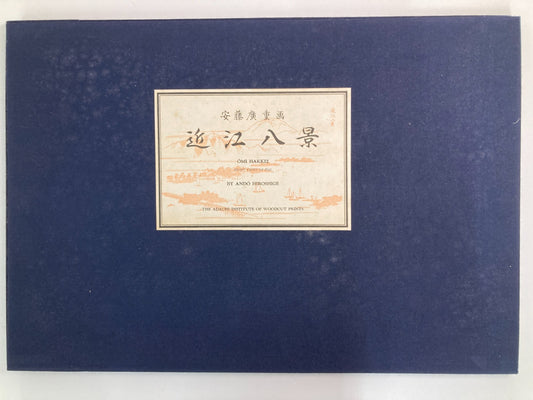 安藤廣重画
近江八景
ŌMI HAKKEI
BY ANDŌ HIROSHIGE
THE ADACHI INSTITUTE OF WOODCUT PRINTS